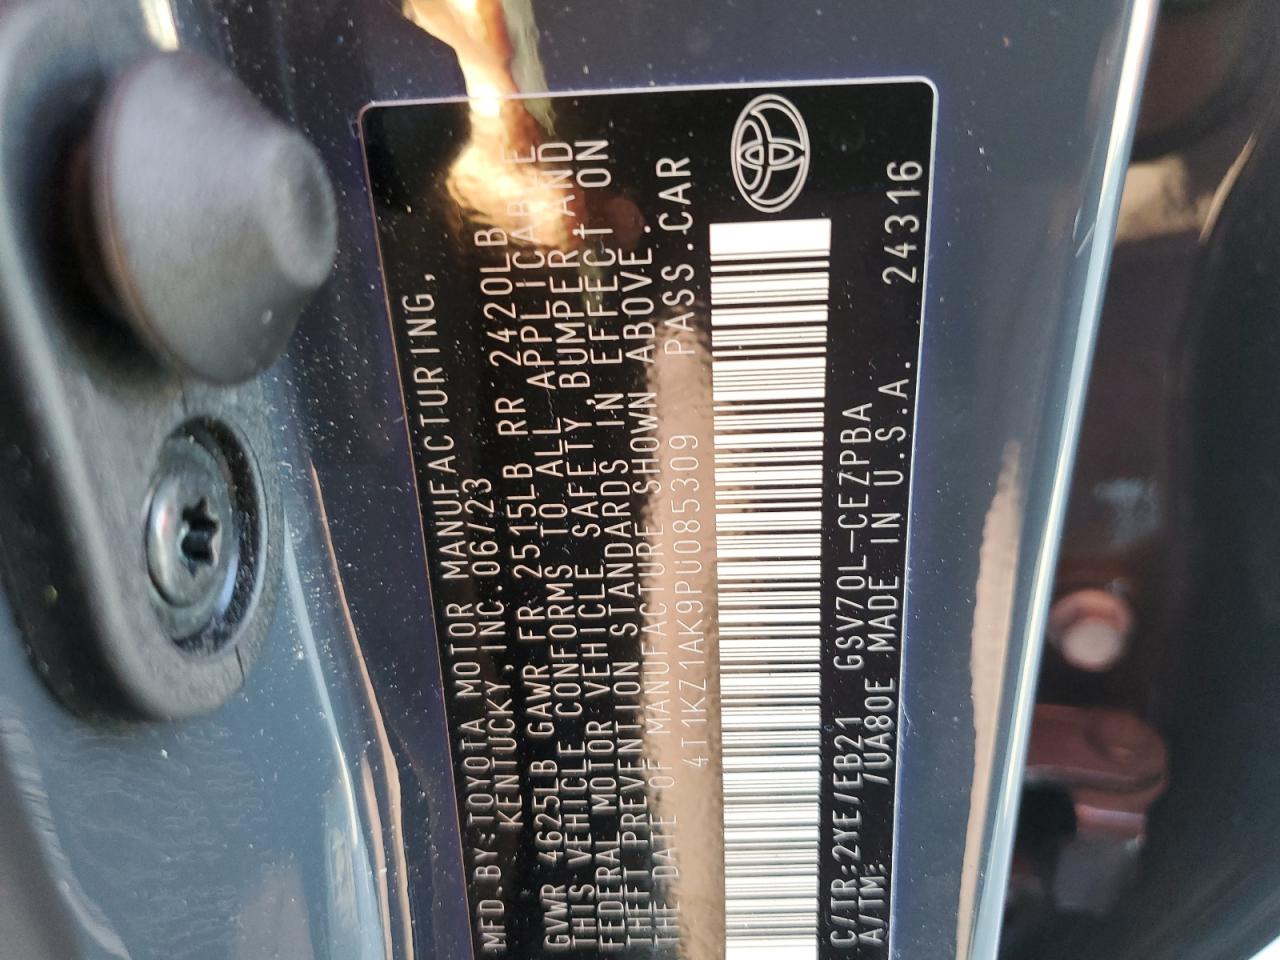 MFD.BY:TOYOTA MOTOR MANUFACTURING,
KENTUCKY,INC.06/23
GVWR 4625LB GAWR FR 2515LB RR 2420LB
THIS VEHICLE CONFORMS TO ALL APPLICABLE
FEDERAL MOTOR VEHICLE SAFETY,BUMPER,AND
THEFT PREVENTION STANDARDS IN EFFECT ON
THE DATE OF MANUFACTURE SHOWN ABOVE.
4T1KZ1AK9PU085309 PASS.CAR
C/TR:2YE/EB21 GSV70L-CEZPBA
A/TM: /UA80E MADE IN U.S.A. 24316